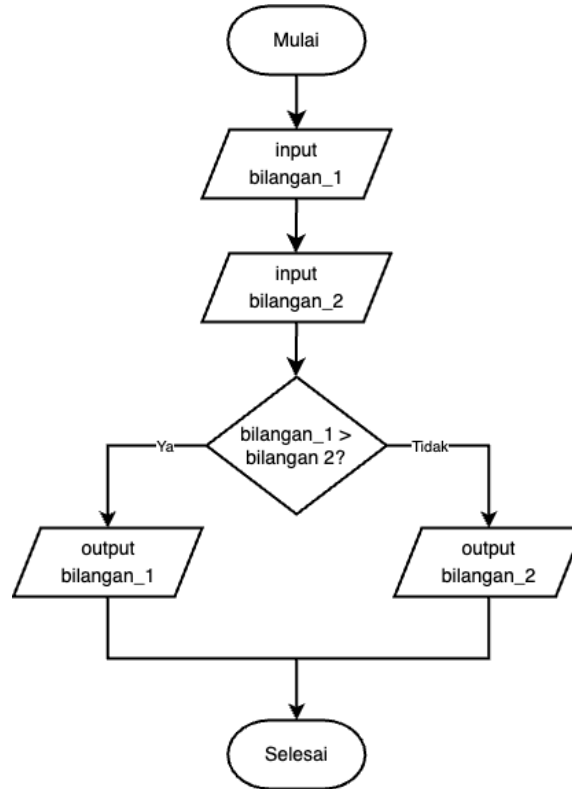 Mulai
input
bilangan_1
input
bilangan_2
bilangan_1 >
bilangan 2?
Ya
Tidak
output
bilangan_1
output
bilangan_2
Selesai